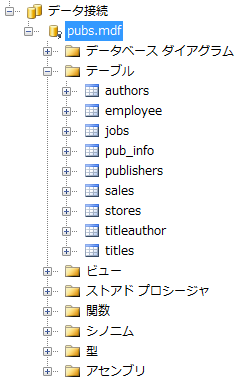 データ接続
pubs.mdf
データベース ダイアグラム
テーブル
authors
employee
jobs
pub_info
publishers
sales
stores
titleauthor
titles
ビュー
ストアド プロシージャ
関数
シノニム
型
アセンブリ